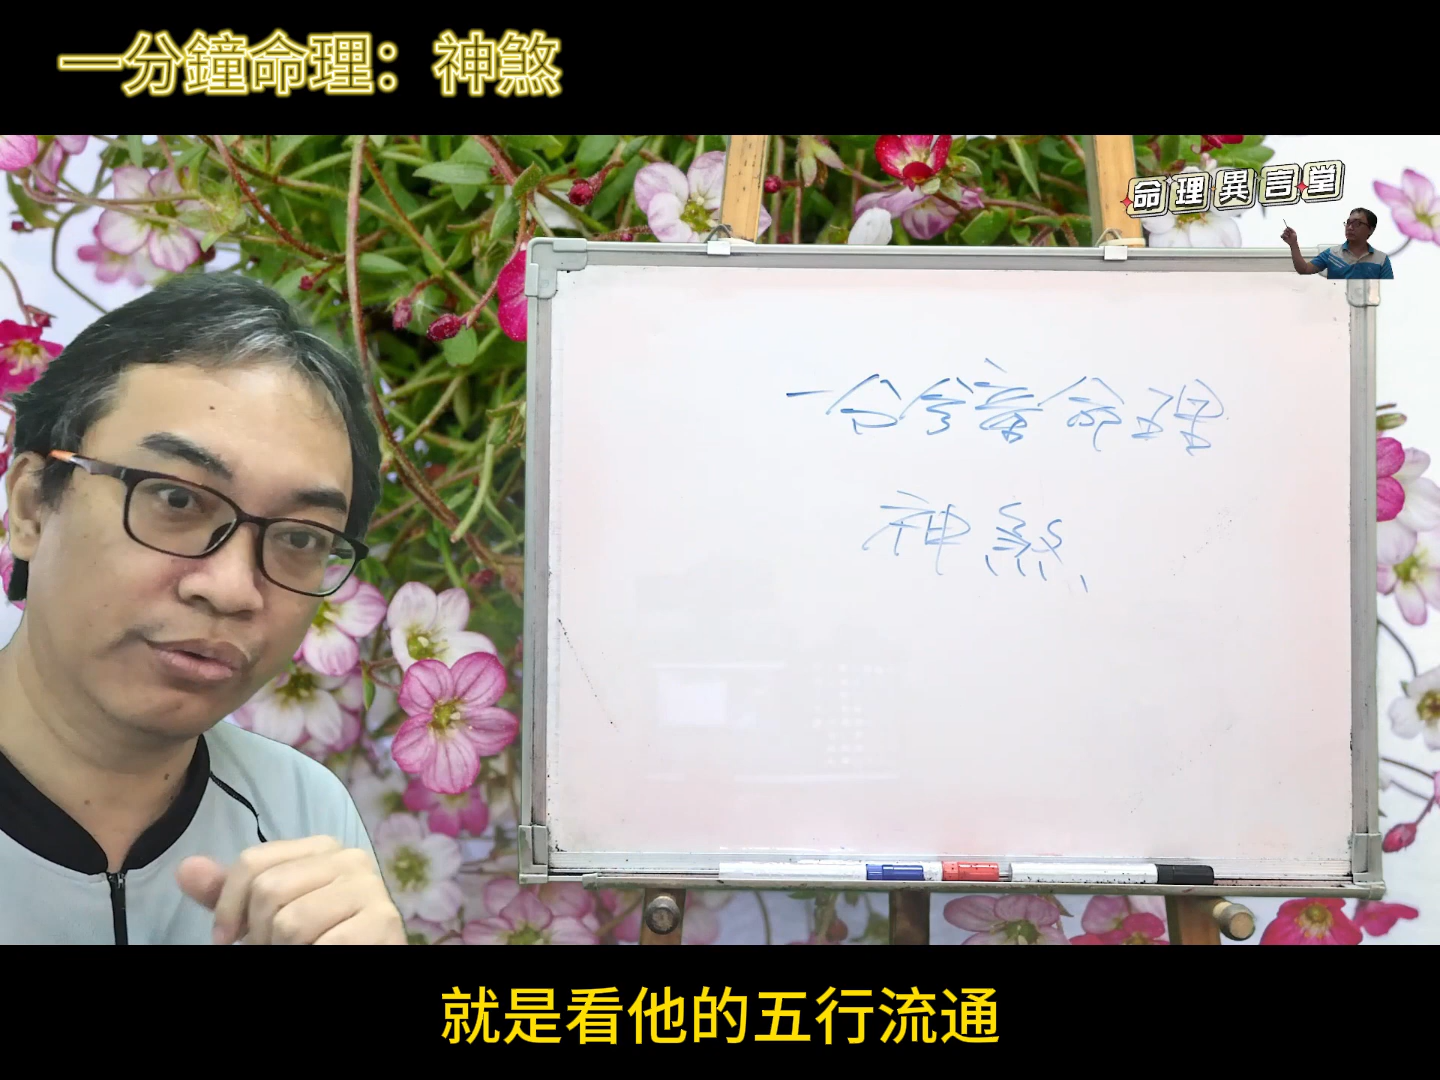 一分鐘命理：神煞
命理異言堂
一分鐘命理
神煞
就是看他的五行流通